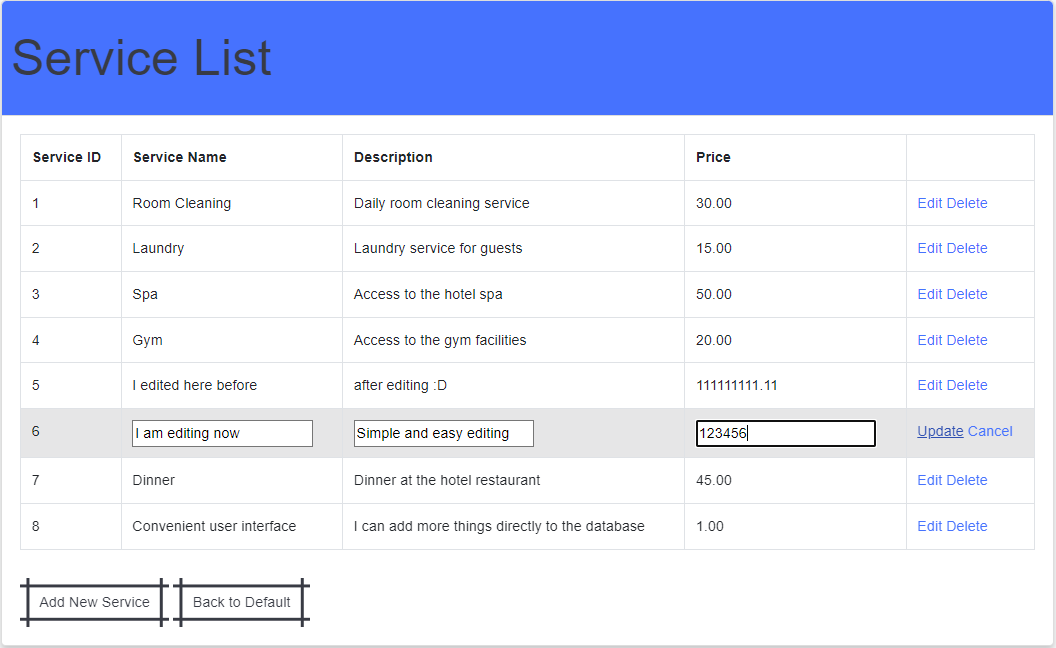 Service List
Service ID Service Name Description Price
1 Room Cleaning Daily room cleaning service 30.00 Edit Delete
2 Laundry Laundry service for guests 15.00 Edit Delete
3 Spa Access to the hotel spa 50.00 Edit Delete
4 Gym Access to the gym facilities 20.00 Edit Delete
5 I edited here before after editing :D 111111111.11 Edit Delete
6 I am editing now Simple and easy editing 123456 Update Cancel
7 Dinner Dinner at the hotel restaurant 45.00 Edit Delete
8 Convenient user interface I can add more things directly to the database 1.00 Edit Delete
Add New Service Back to Default